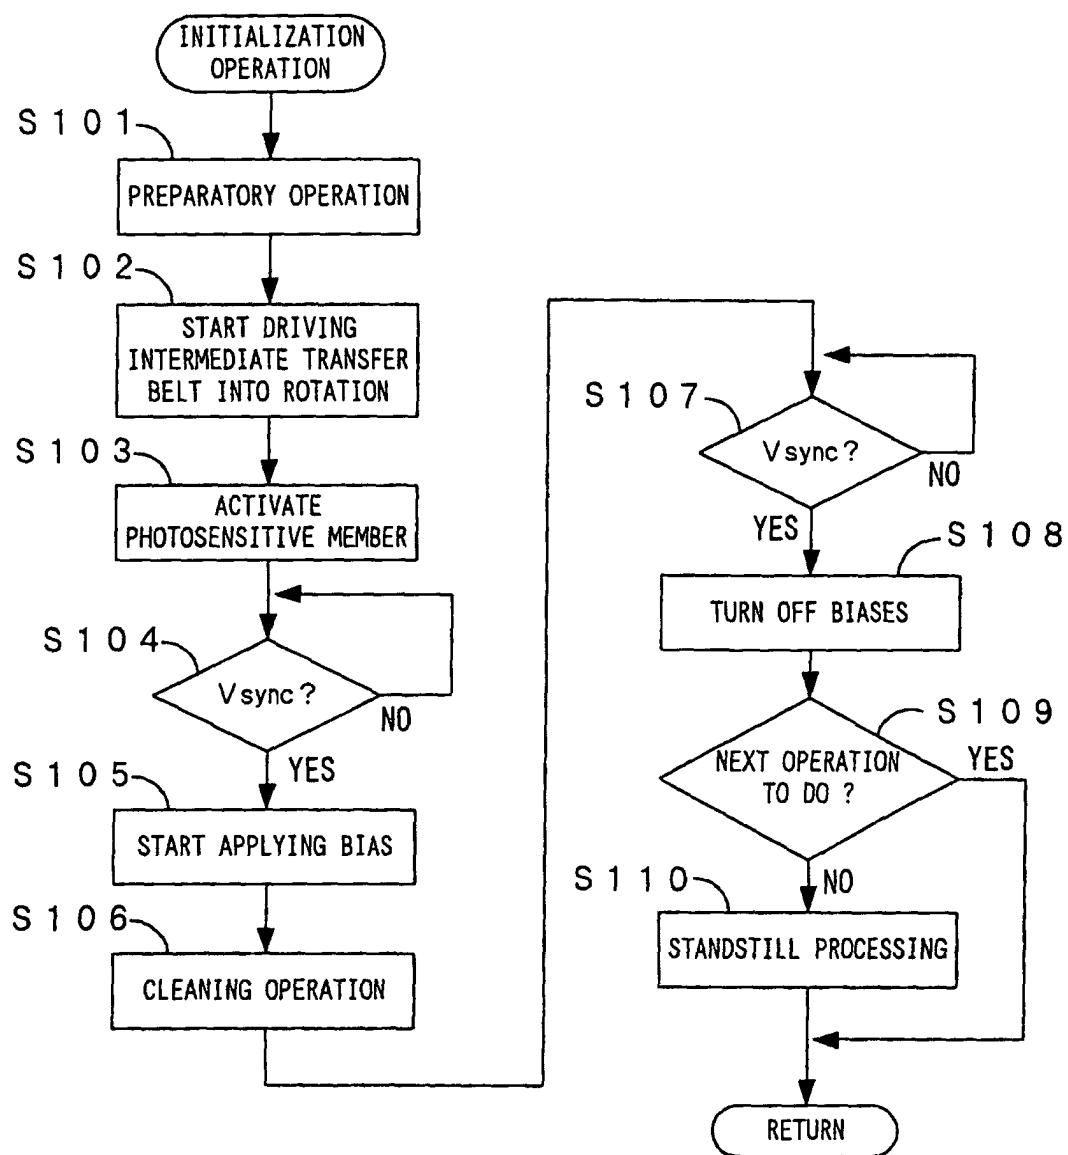 INITIALIZATION
OPERATION
S101
PREPARATORY OPERATION
S102
START DRIVING
INTERMEDIATE TRANSFER
BELT INTO ROTATION
S103
ACTIVATE
PHOTOSENSITIVE MEMBER
S104
Vsync?
NO
YES
S105
START APPLYING BIAS
S106
CLEANING OPERATION
S107
Vsync?
NO
YES
S108
TURN OFF BIASES
S109
NEXT OPERATION
TO DO ?
YES
NO
S110
STANDSTILL PROCESSING
RETURN